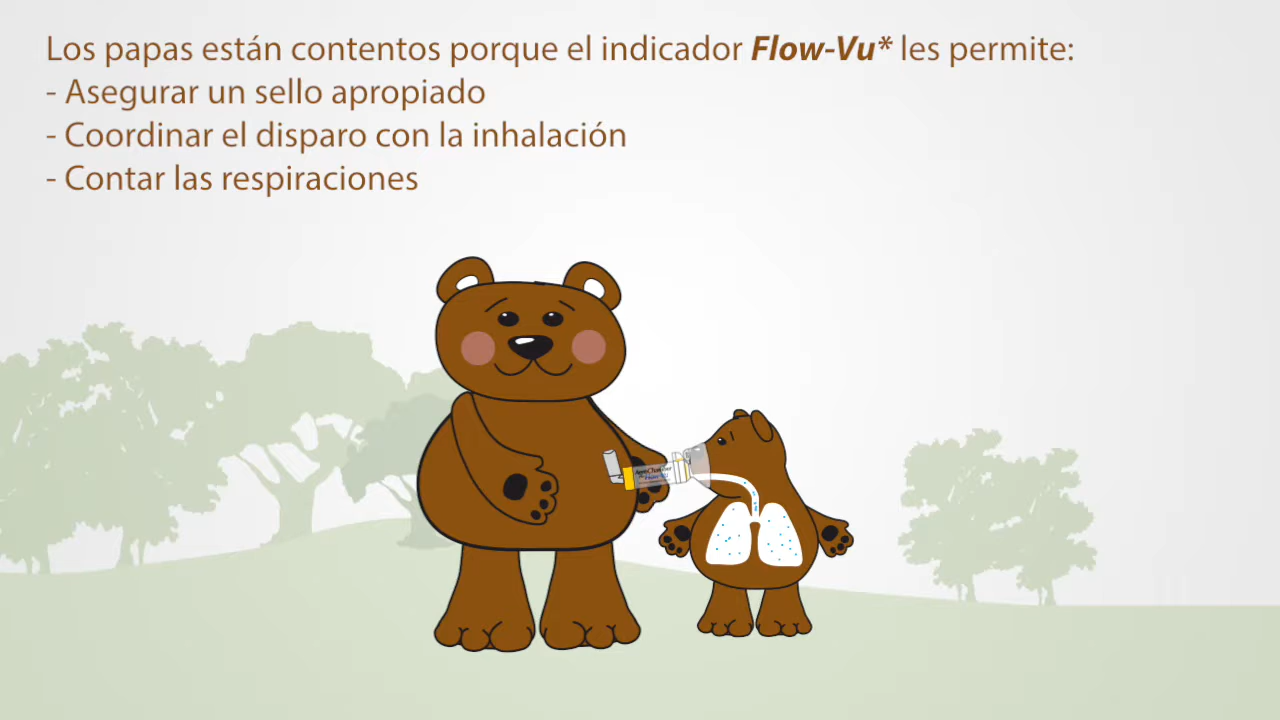 Los papas están contentos porque el indicador Flow-Vu* les permite:
- Asegurar un sello apropiado
- Coordinar el disparo con la inhalación
- Contar las respiraciones
AeroChamber